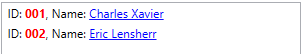 ID: 001, Name: Charles Xavier
ID: 002, Name: Eric Lensherr